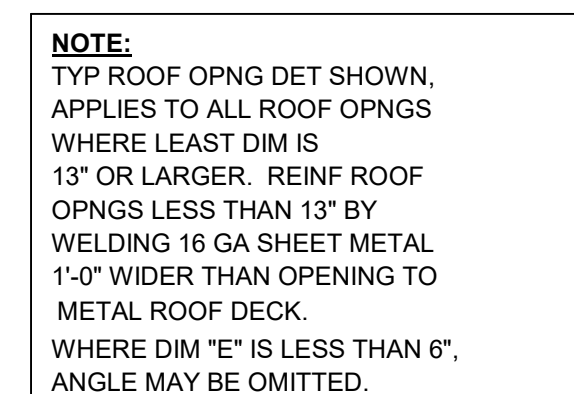 NOTE:
TYP ROOF OPNG DET SHOWN,
APPLIES TO ALL ROOF OPNGS
WHERE LEAST DIM IS
13" OR LARGER. REINF ROOF
OPNGS LESS THAN 13" BY
WELDING 16 GA SHEET METAL
1'-0" WIDER THAN OPENING TO
METAL ROOF DECK.
WHERE DIM "E" IS LESS THAN 6",
ANGLE MAY BE OMITTED.